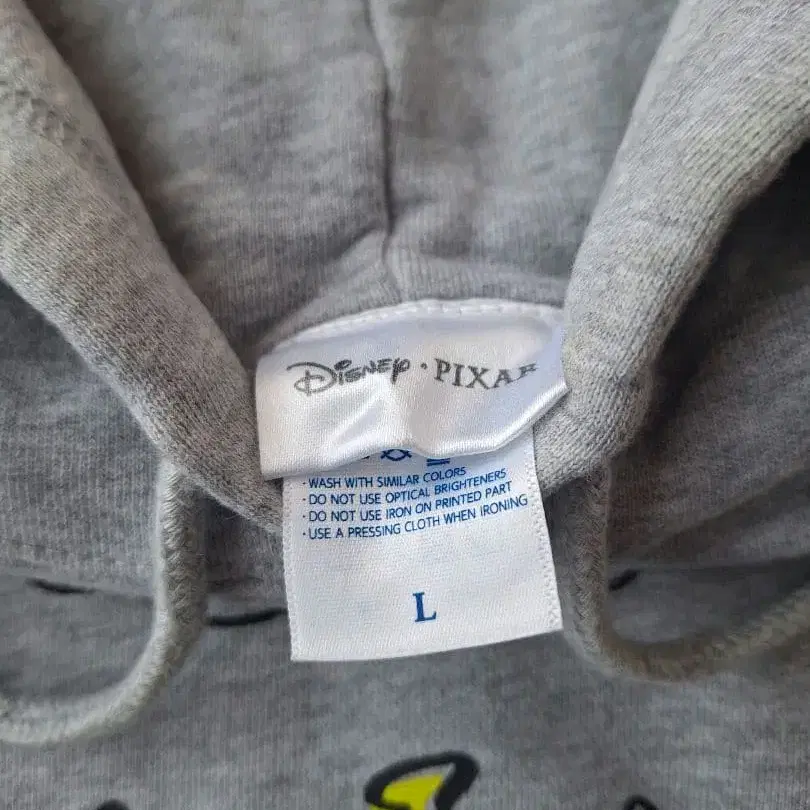 Disney · PIXAR
· WASH WITH SIMILAR COLORS
· DO NOT USE OPTICAL BRIGHTENERS
· DO NOT USE IRON ON PRINTED PART
· USE A PRESSING CLOTH WHEN IRONING
L